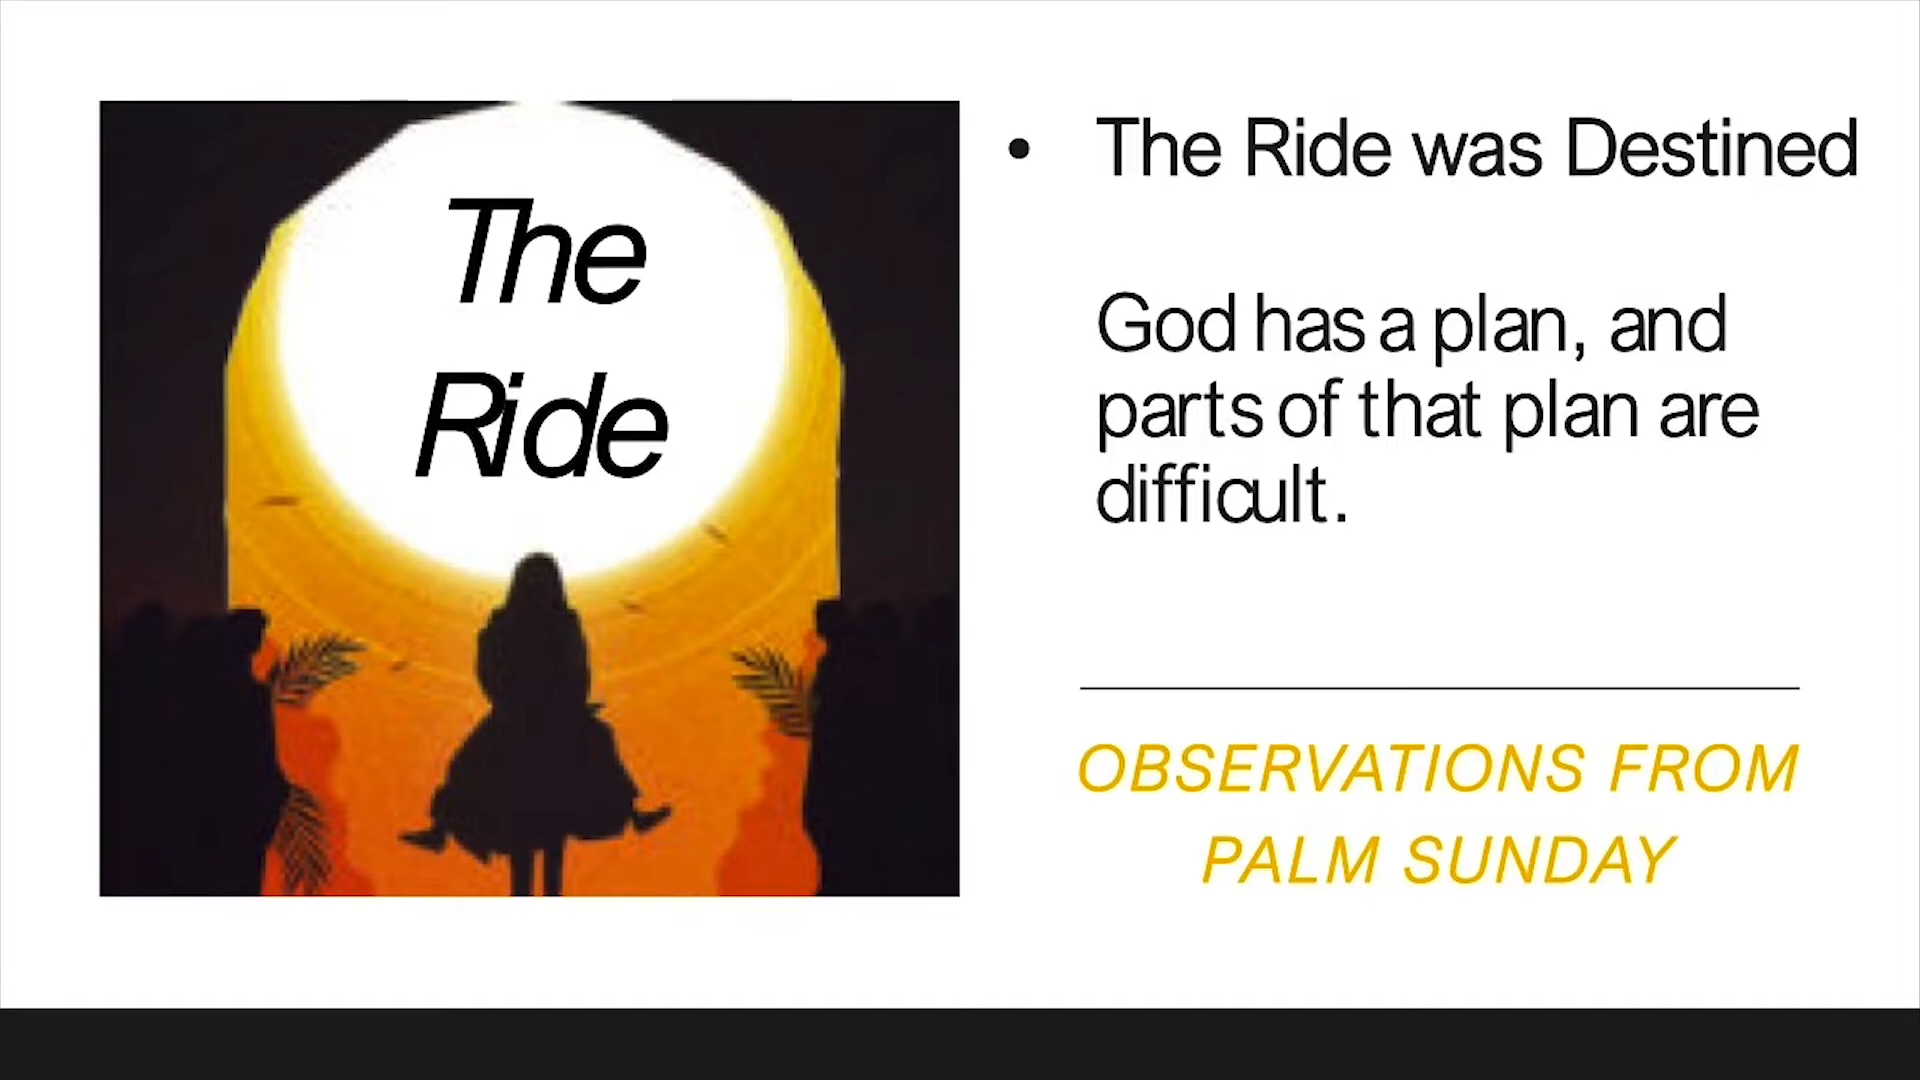 The
Ride
• The Ride was Destined
God has a plan, and
parts of that plan are
difficult.
OBSERVATIONS FROM
PALM SUNDAY